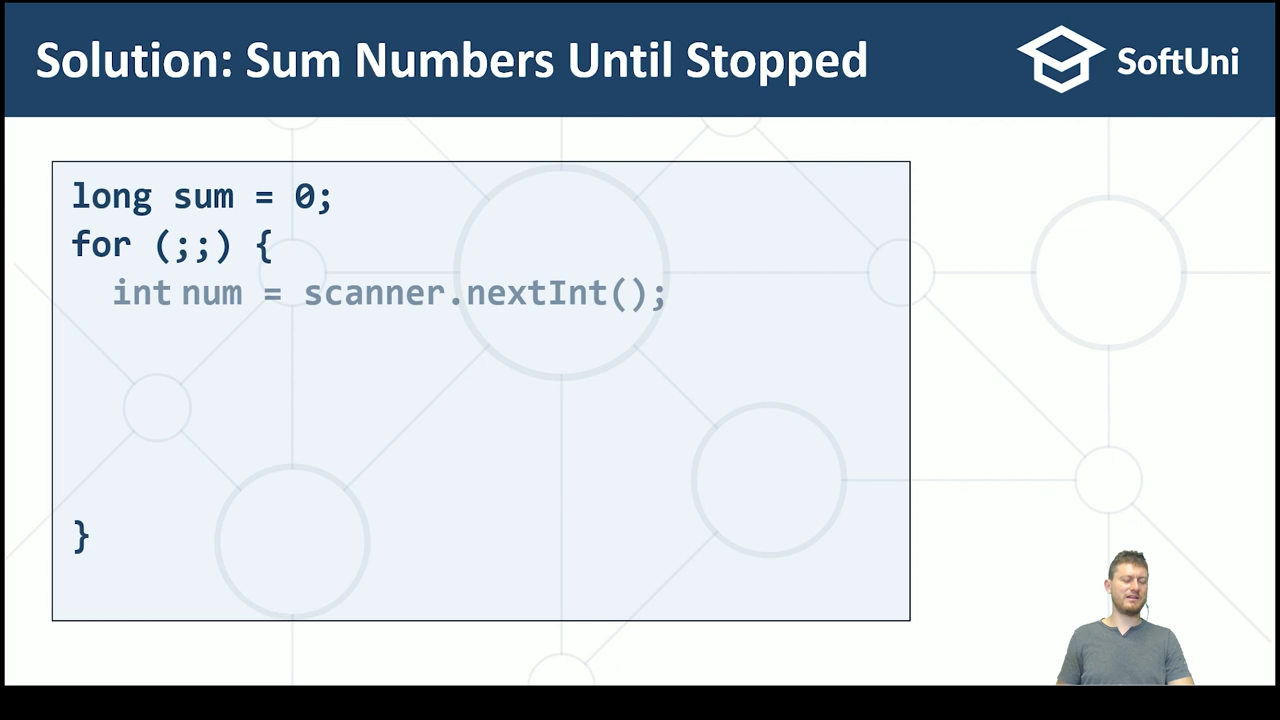 Solution: Sum Numbers Until Stopped
SoftUni
long sum = 0;
for (;;) {
int num = scanner.nextInt();
}